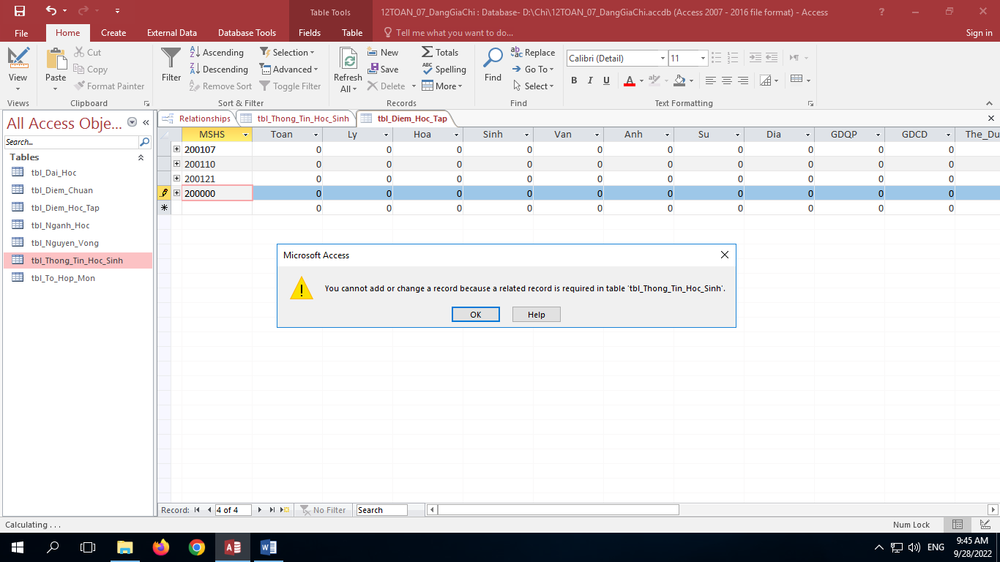 Table Tools
12TOAN_07_DangGiaChi : Database- D:\Chi\12TOAN_07_DangGiaChi.accdb (Access 2007 - 2016 file format) - Access
?
File Home Create External Data Database Tools Fields Table Tell me what you want to do... Sign in
View
Views
Paste
Cut
Copy
Format Painter
Clipboard
Filter
Ascending
Descending
Remove Sort
Selection
Advanced
Toggle Filter
Sort & Filter
Refresh
All
New
Save
Delete
Totals
Spelling
More
Records
Find
Replace
Go To
Select
Find
Calibri (Detail) 11
B I U A ab
Text Formatting
All Access Obje...
Search...
Tables
tbl_Dai_Hoc
tbl_Diem_Chuan
tbl_Diem_Hoc_Tap
tbl_Nganh_Hoc
tbl_Nguyen_Vong
tbl_Thong_Tin_Hoc_Sinh
tbl_To_Hop_Mon
Relationships tbl_Thong_Tin_Hoc_Sinh tbl_Diem_Hoc_Tap
MSHS Toan Ly Hoa Sinh Van Anh Su Dia GDQP GDCD The_Du
200107 0 0 0 0 0 0 0 0 0 0
200110 0 0 0 0 0 0 0 0 0 0
200121 0 0 0 0 0 0 0 0 0 0
200000 0 0 0 0 0 0 0 0 0 0
0 0 0 0 0 0 0 0 0 0
Microsoft Access
You cannot add or change a record because a related record is required in table 'tbl_Thong_Tin_Hoc_Sinh'.
OK Help
Record: 4 of 4 No Filter Search
Calculating . . .
Num Lock
ENG
9:45 AM
9/28/2022